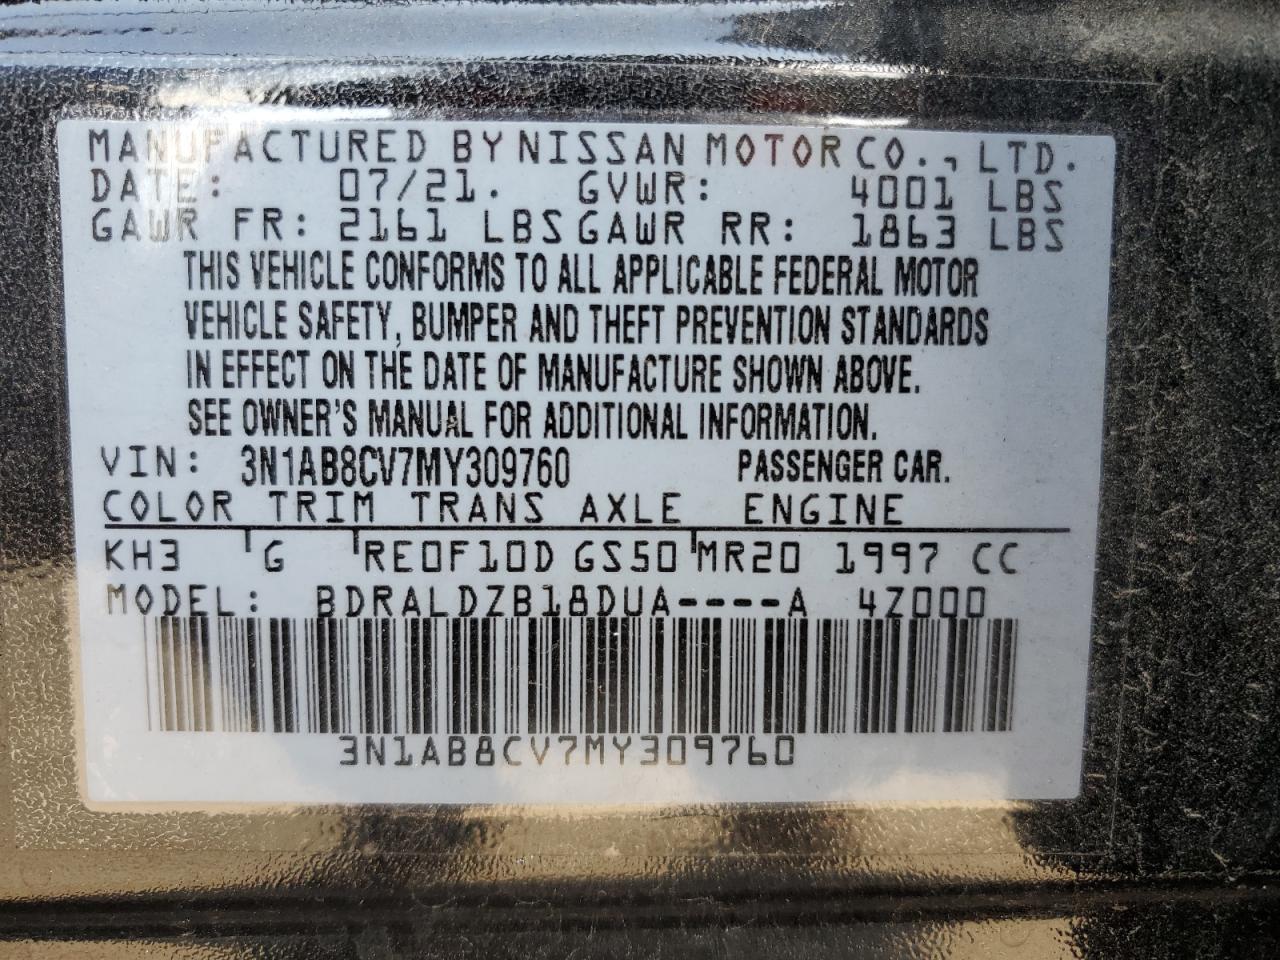 MANUFACTURED BY NISSAN MOTOR CO., LTD.
DATE: 07/21. GVWR: 4001 LBS
GAWR FR: 2161 LBS GAWR RR: 1863 LBS
THIS VEHICLE CONFORMS TO ALL APPLICABLE FEDERAL MOTOR
VEHICLE SAFETY, BUMPER AND THEFT PREVENTION STANDARDS
IN EFFECT ON THE DATE OF MANUFACTURE SHOWN ABOVE.
SEE OWNER'S MANUAL FOR ADDITIONAL INFORMATION.
VIN: 3N1AB8CV7MY309760 PASSENGER CAR.
COLOR TRIM TRANS AXLE ENGINE
KH3 G RE0F10D GS50 MR20 1997 CC
MODEL: BDRALDZB18DUA----A 4Z000
3N1AB8CV7MY309760